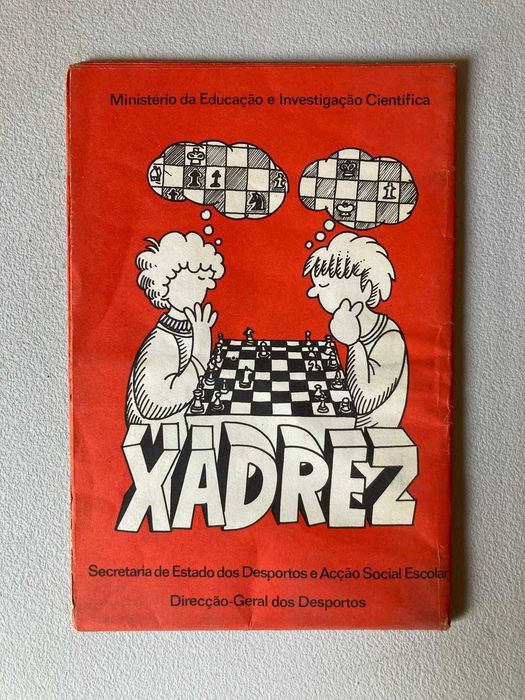 Ministério da Educação e Investigação Científica
XADREZ
Secretaria de Estado dos Desportos e Acção Social Escolar
Direcção-Geral dos Desportos